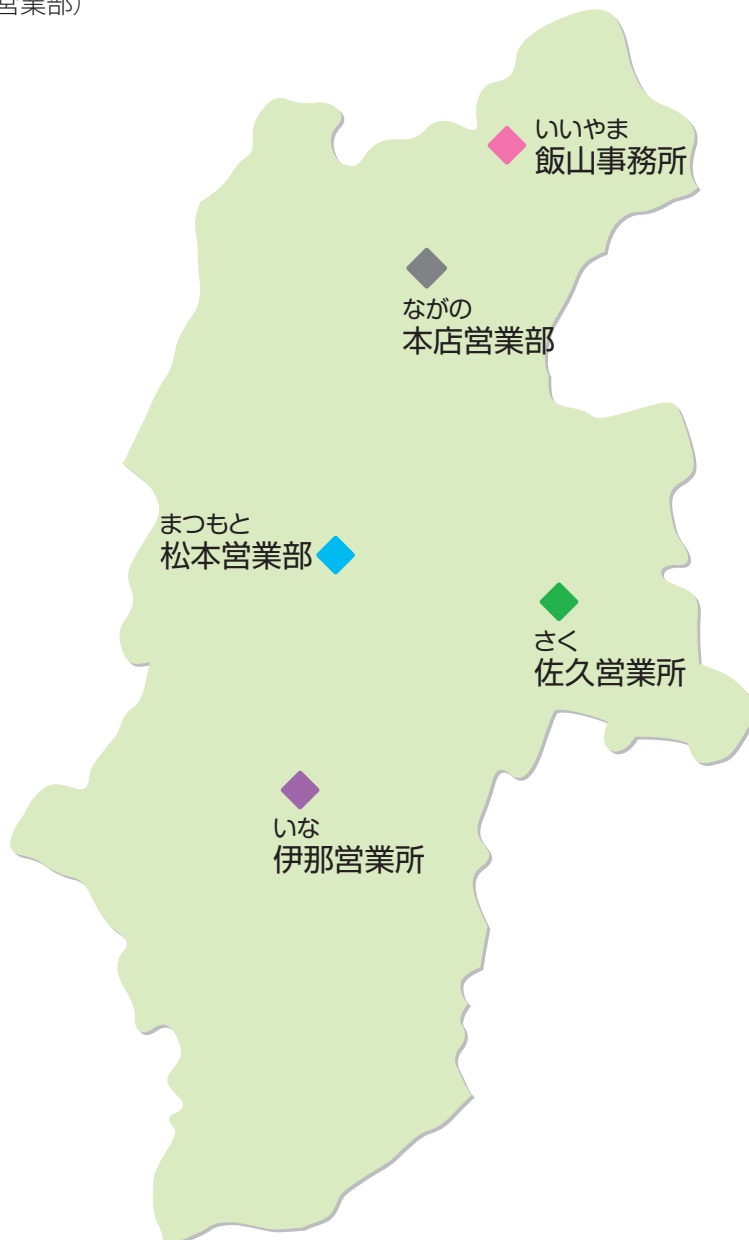 営業部）
いいやま
飯山事務所
ながの
本店営業部
まつもと
松本営業部
さく
佐久営業所
いな
伊那営業所